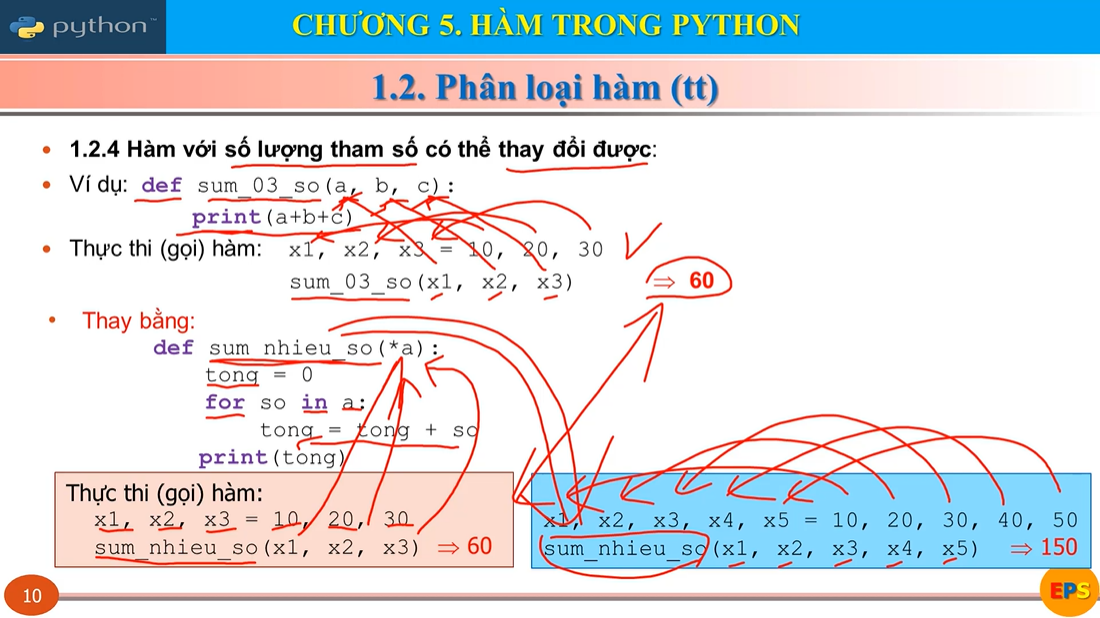 python™
CHƯƠNG 5. HÀM TRONG PYTHON
1.2. Phân loại hàm (tt)
• 1.2.4 Hàm với số lượng tham số có thể thay đổi được:
• Ví dụ: def sum_03_so(a, b, c):
print(a+b+c)
• Thực thi (gọi) hàm: x1, x2, x3 = 10, 20, 30
sum_03_so(x1, x2, x3) ⇒ 60
• Thay bằng:
def sum_nhieu_so(*a):
tong = 0
for so in a:
tong = tong + so
print(tong)
Thực thi (gọi) hàm:
x1, x2, x3 = 10, 20, 30
sum_nhieu_so(x1, x2, x3) ⇒ 60
x1, x2, x3, x4, x5 = 10, 20, 30, 40, 50
sum_nhieu_so(x1, x2, x3, x4, x5) ⇒ 150
10
EPS